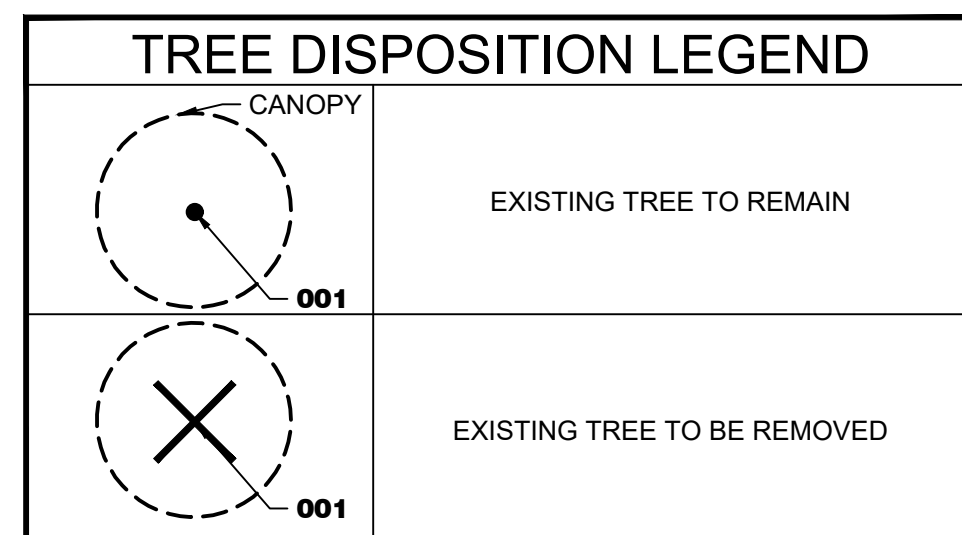 TREE DISPOSITION LEGEND
CANOPY
EXISTING TREE TO REMAIN
001
EXISTING TREE TO BE REMOVED
001